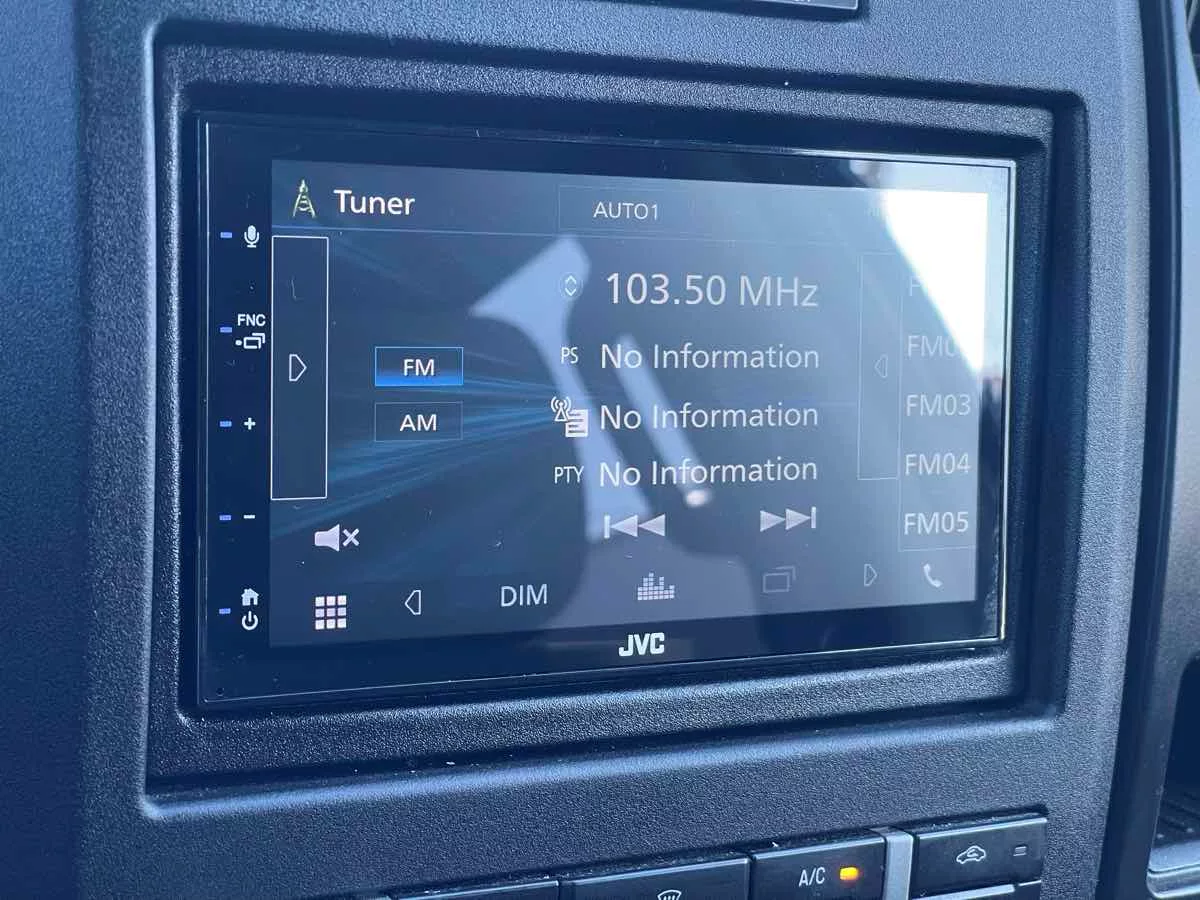 Tuner
AUTO1
103.50 MHz
FNC
FM
AM
PS No Information
No Information
PTY No Information
FM03
FM04
FM05
DIM
JVC
A/C